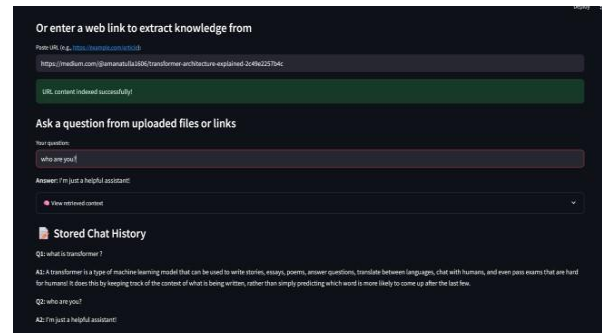 Deploy
Or enter a web link to extract knowledge from
Paste URL (e.g., https://example.com/article):
https://medium.com/@amanatulla1606/transformer-architecture-explained-2c49e2257b4c
URL content indexed successfully!
Ask a question from uploaded files or links
Your question:
who are you?
Answer: I'm just a helpful assistant!
View retrieved context
Stored Chat History
Q1: what is transformer ?
A1: A transformer is a type of machine learning model that can be used to write stories, essays, poems, answer questions, translate between languages, chat with humans, and even pass exams that are hard
for humans! It does this by keeping track of the context of what is being written, rather than simply predicting which word is more likely to come up after the last few.
Q2: who are you?
A2: I'm just a helpful assistant!